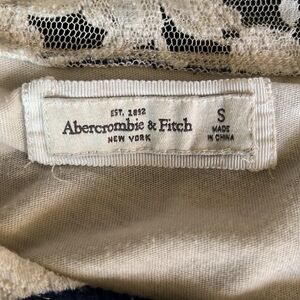 EST. 1892
Abercrombie & Fitch
NEW YORK
S
MADE
IN CHINA